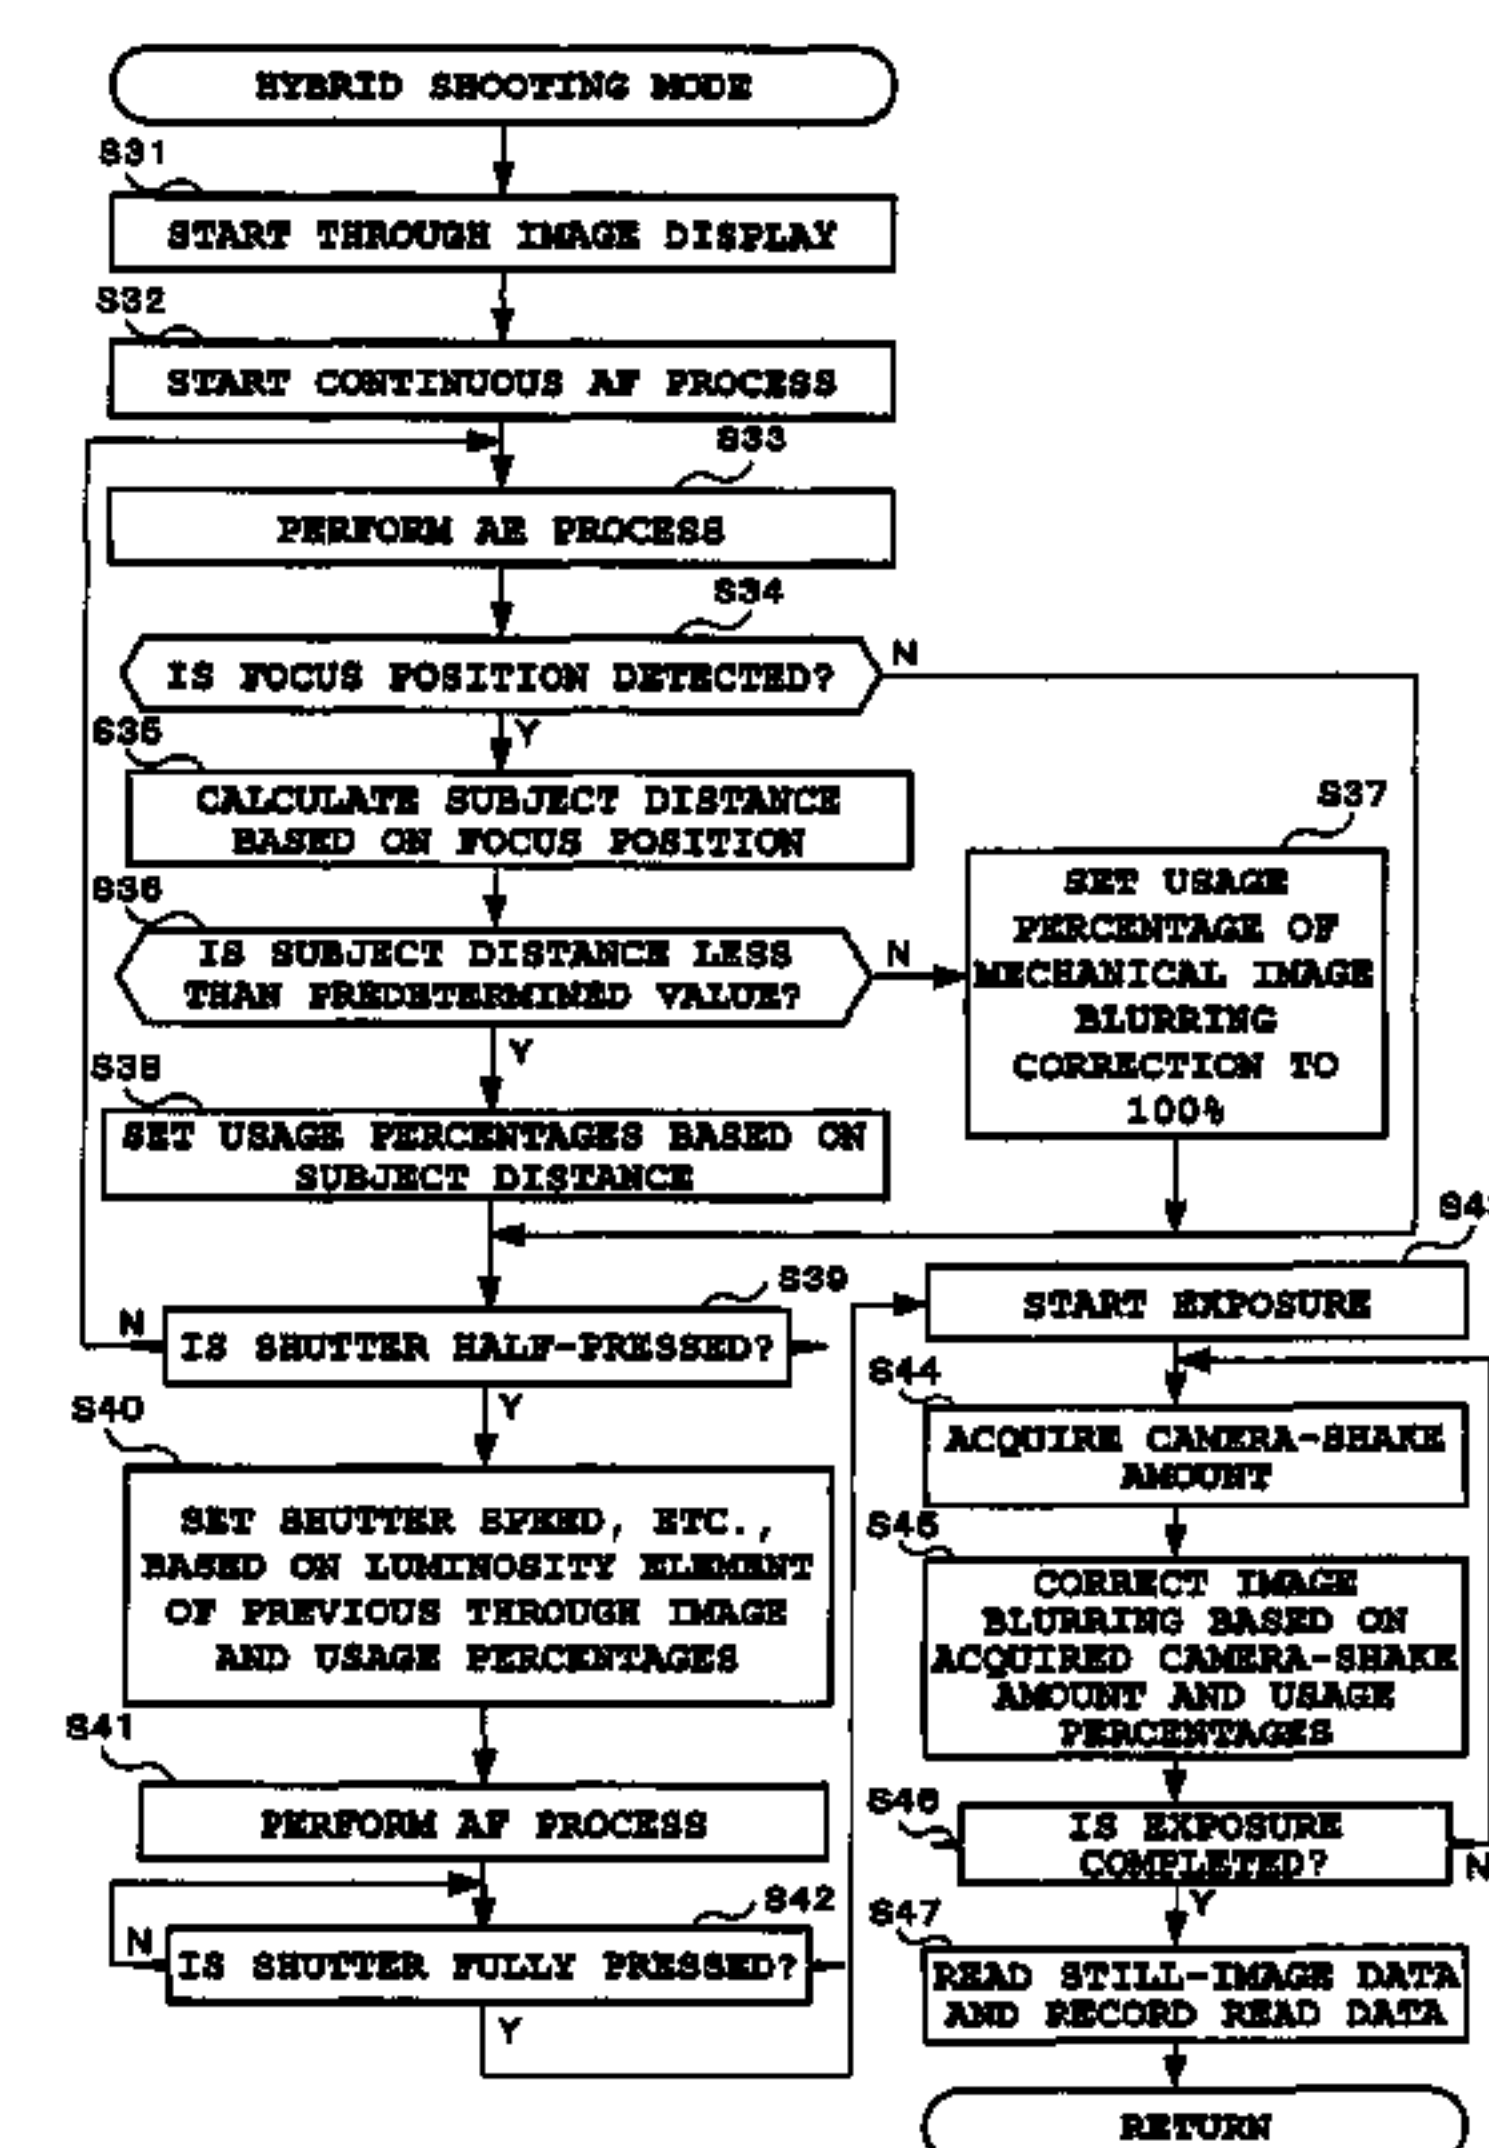 HYBRID SHOOTING MODE
S31
START THROUGH IMAGE DISPLAY
S32
START CONTINUOUS AF PROCESS
S33
PERFORM AE PROCESS
S34
IS FOCUS POSITION DETECTED?
N
Y
S35
CALCULATE SUBJECT DISTANCE
BASED ON FOCUS POSITION
S36
IS SUBJECT DISTANCE LESS
THAN PREDETERMINED VALUE?
N
Y
S37
SET USAGE
PERCENTAGE OF
MECHANICAL IMAGE
BLURRING
CORRECTION TO
100%
S38
SET USAGE PERCENTAGES BASED ON
SUBJECT DISTANCE
S39
N
IS SHUTTER HALF-PRESSED?
Y
S40
SET SHUTTER SPEED, ETC.,
BASED ON LUMINOSITY ELEMENT
OF PREVIOUS THROUGH IMAGE
AND USAGE PERCENTAGES
S41
PERFORM AF PROCESS
S42
N
IS SHUTTER FULLY PRESSED?
Y
START EXPOSURE
S44
ACQUIRE CAMERA-SHAKE
AMOUNT
S45
CORRECT IMAGE
BLURRING BASED ON
ACQUIRED CAMERA-SHAKE
AMOUNT AND USAGE
PERCENTAGES
S46
IS EXPOSURE
COMPLETED?
N
Y
S47
READ STILL-IMAGE DATA
AND RECORD READ DATA
RETURN